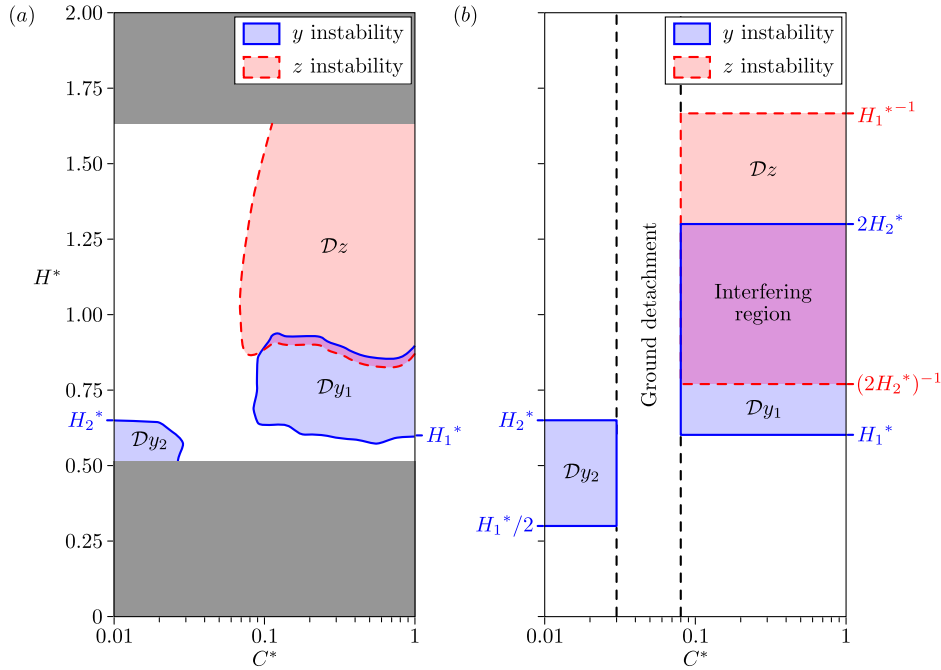 (a)
2.00
1.75
1.50
1.25
1.00
0.75
0.50
0.25
0
H*
y instability
z instability
𝒟z
𝒟y₁
𝒟y₂
H₂*
H₁*
0.01
0.1
1
C*
(b)
y instability
z instability
Ground detachment
H₁*⁻¹
𝒟z
2H₂*
Interfering
region
(2H₂*)⁻¹
𝒟y₁
H₁*
H₂*
𝒟y₂
H₁*/2
0.01
0.1
1
C*